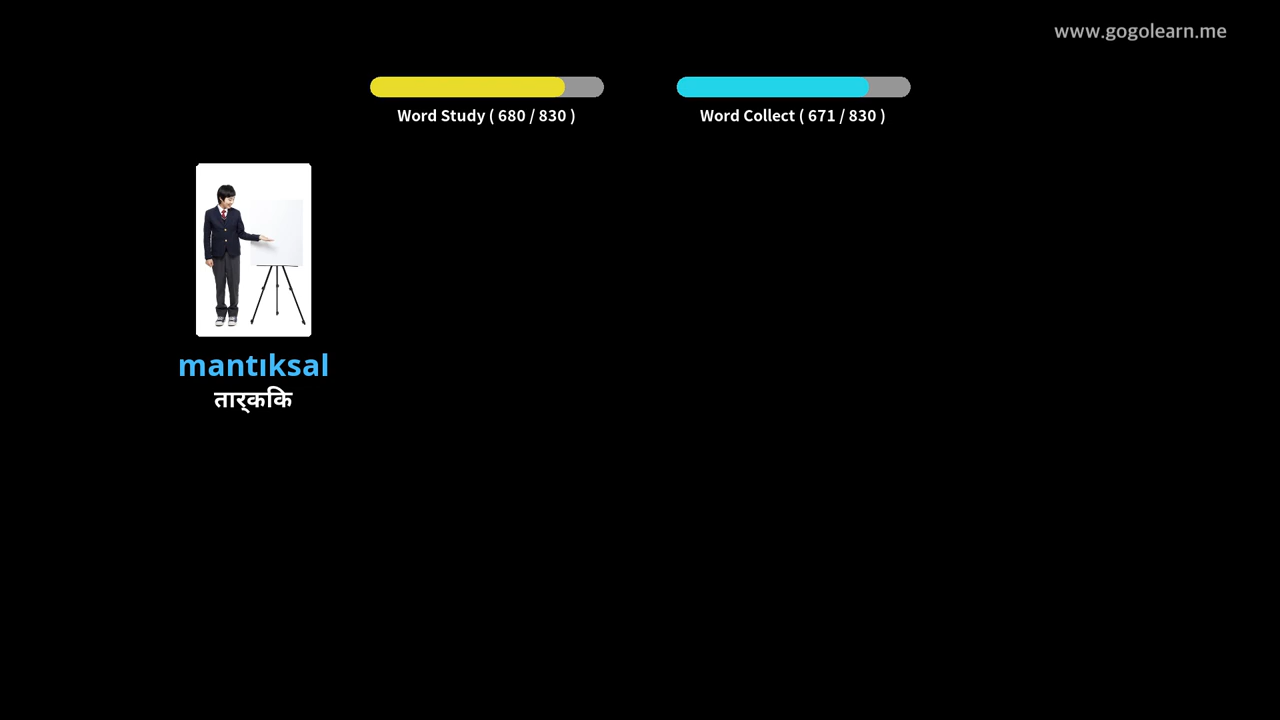 www.gogolearn.me
Word Study ( 680 / 830 )
Word Collect ( 671 / 830 )
mantıksal
तार्किक